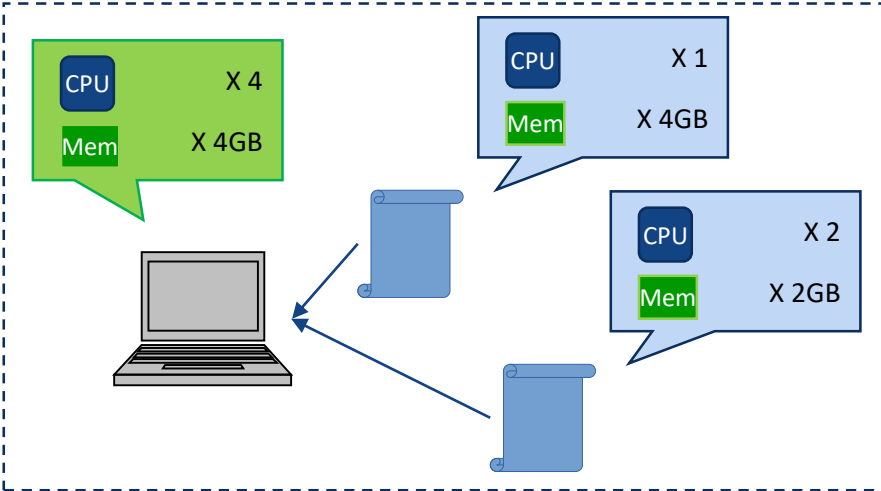 CPU X 4
Mem X 4GB
CPU X 1
Mem X 4GB
CPU X 2
Mem X 2GB